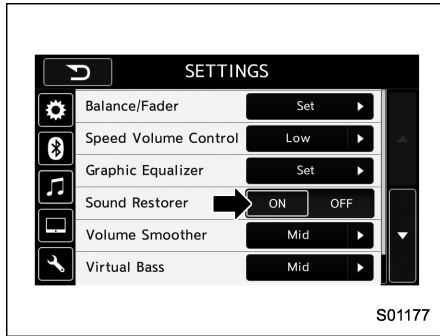 SETTINGS
Balance/Fader Set
Speed Volume Control Low
Graphic Equalizer Set
Sound Restorer ON OFF
Volume Smoother Mid
Virtual Bass Mid
S01177